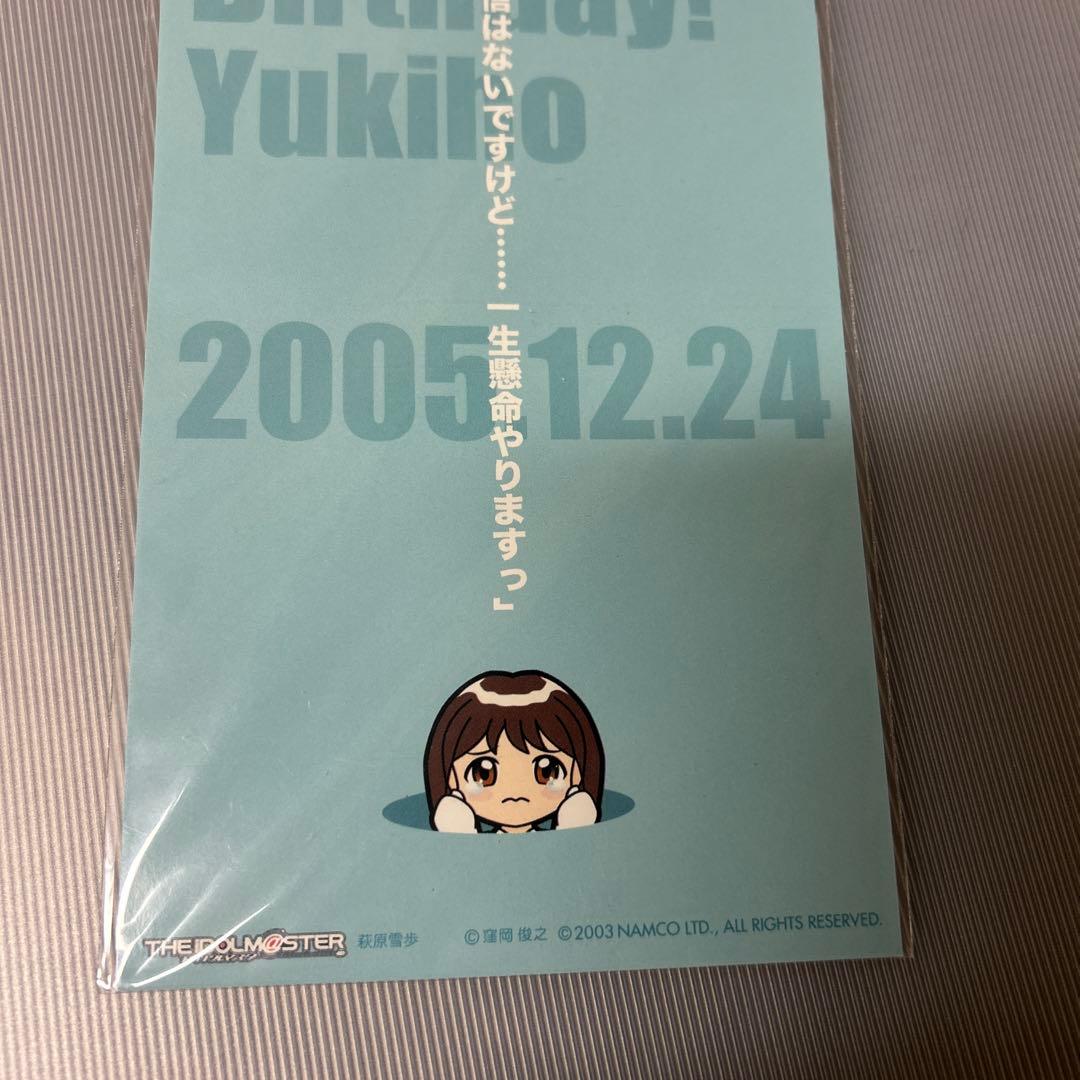 Birthday!
Yukiho
信はないですけど……一生懸命やりますっ」
2005.12.24
THE IDOLM@STER
萩原雪歩
©窪岡 俊之 ©2003 NAMCO LTD., ALL RIGHTS RESERVED.